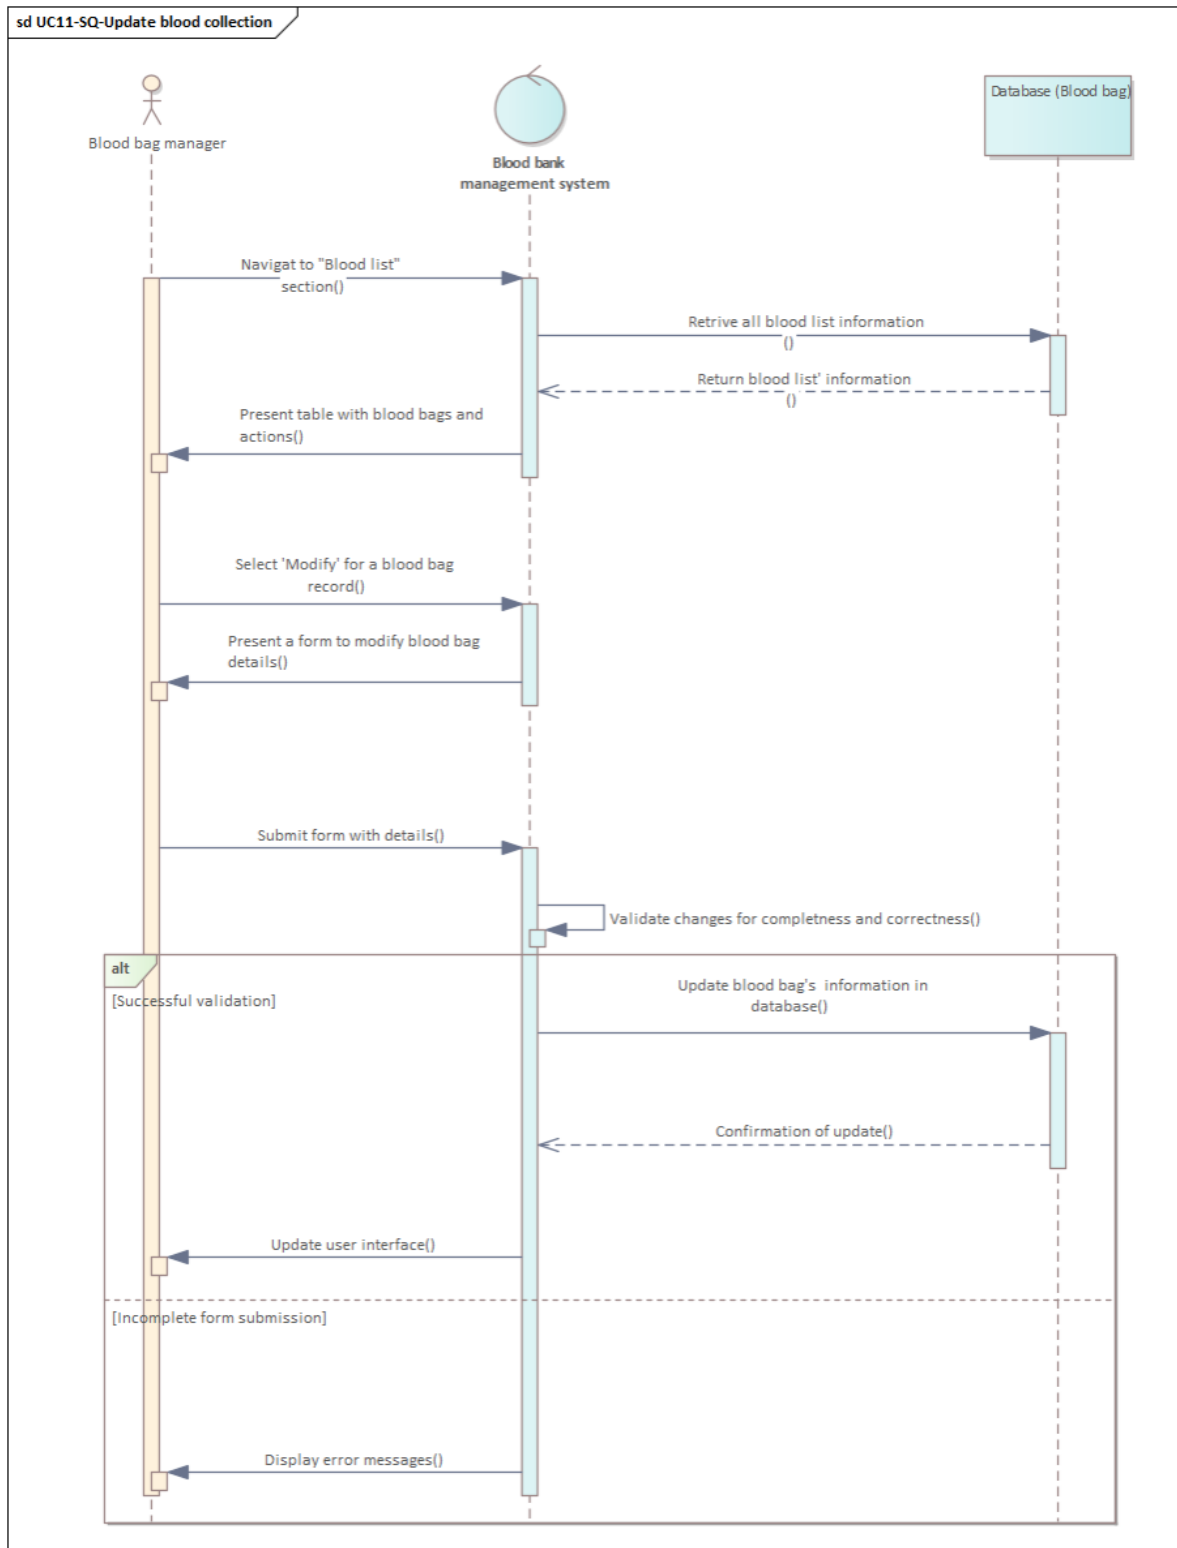 sd UC11-SQ-Update blood collection
Blood bag manager
Blood bank
management system
Database (Blood bag)
Navigat to "Blood list"
section()
Retrive all blood list information
()
Return blood list' information
()
Present table with blood bags and
actions()
Select 'Modify' for a blood bag
record()
Present a form to modify blood bag
details()
Submit form with details()
Validate changes for completness and correctness()
alt
[Successful validation]
Update blood bag's  information in
database()
Confirmation of update()
Update user interface()
[Incomplete form submission]
Display error messages()